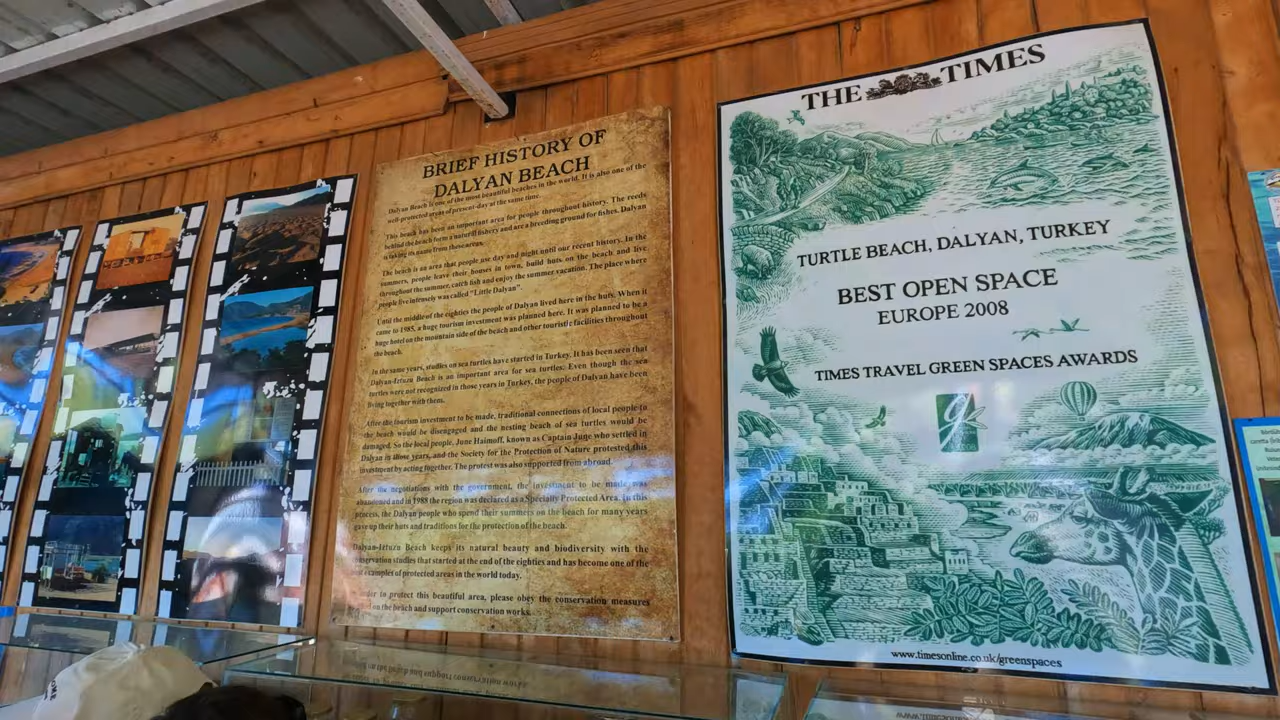 BRIEF HISTORY OF
DALYAN BEACH
Dalyan Beach is one of the most beautiful beaches in the world. It is also one of the
well-protected areas of present day at the same time.
This beach has been an important area for people throughout history. The reeds
behind the beach form a natural fishery and are a breeding ground for fishes. Dalyan
is taking its name from these areas.
The beach is an area that people use day and night until our recent history. In the
summers, people leave their houses in town, build huts on the beach and live
throughout the summer, catch fish and enjoy the summer vacation. The place where
people live intensely was called "Little Dalyan".
Until the middle of the eighties the people of Dalyan lived here in the huts. When it
came to 1985, a huge tourism investment was planned here. It was planned to be a
huge hotel on the mountain side of the beach and other touristic facilities throughout
the beach.
In the same years, studies on sea turtles have started in Turkey. It has been seen that
Dalyan-Iztuzu Beach is an important area for sea turtles. Even though the sea
turtles were not recognized in those years in Turkey, the people of Dalyan have been
living together with them.
After the tourism investment to be made, traditional connections of local people to
the beach would be disengaged and the nesting beach of sea turtles would be
damaged. So the local people, June Haimoff, known as Captain June who settled in
Dalyan in those years, and the Society for the Protection of Nature protested this
investment by acting together. The protest was also supported from abroad.
After the negotiations with the government, the investment to be made was
abandoned and in 1988 the region was declared as a Specially Protected Area. In this
process, the Dalyan people who spend their summers on the beach for many years
gave up their huts and traditions for the protection of the beach.
Dalyan-Iztuzu Beach keeps its natural beauty and biodiversity with the
conservation studies that started at the end of the eighties and has become one of the
examples of protected areas in the world today.
order to protect this beautiful area, please obey the conservation measures
on the beach and support conservation works.
THE TIMES
TURTLE BEACH, DALYAN, TURKEY
BEST OPEN SPACE
EUROPE 2008
TIMES TRAVEL GREEN SPACES AWARDS
www.timesonline.co.uk/greenspaces